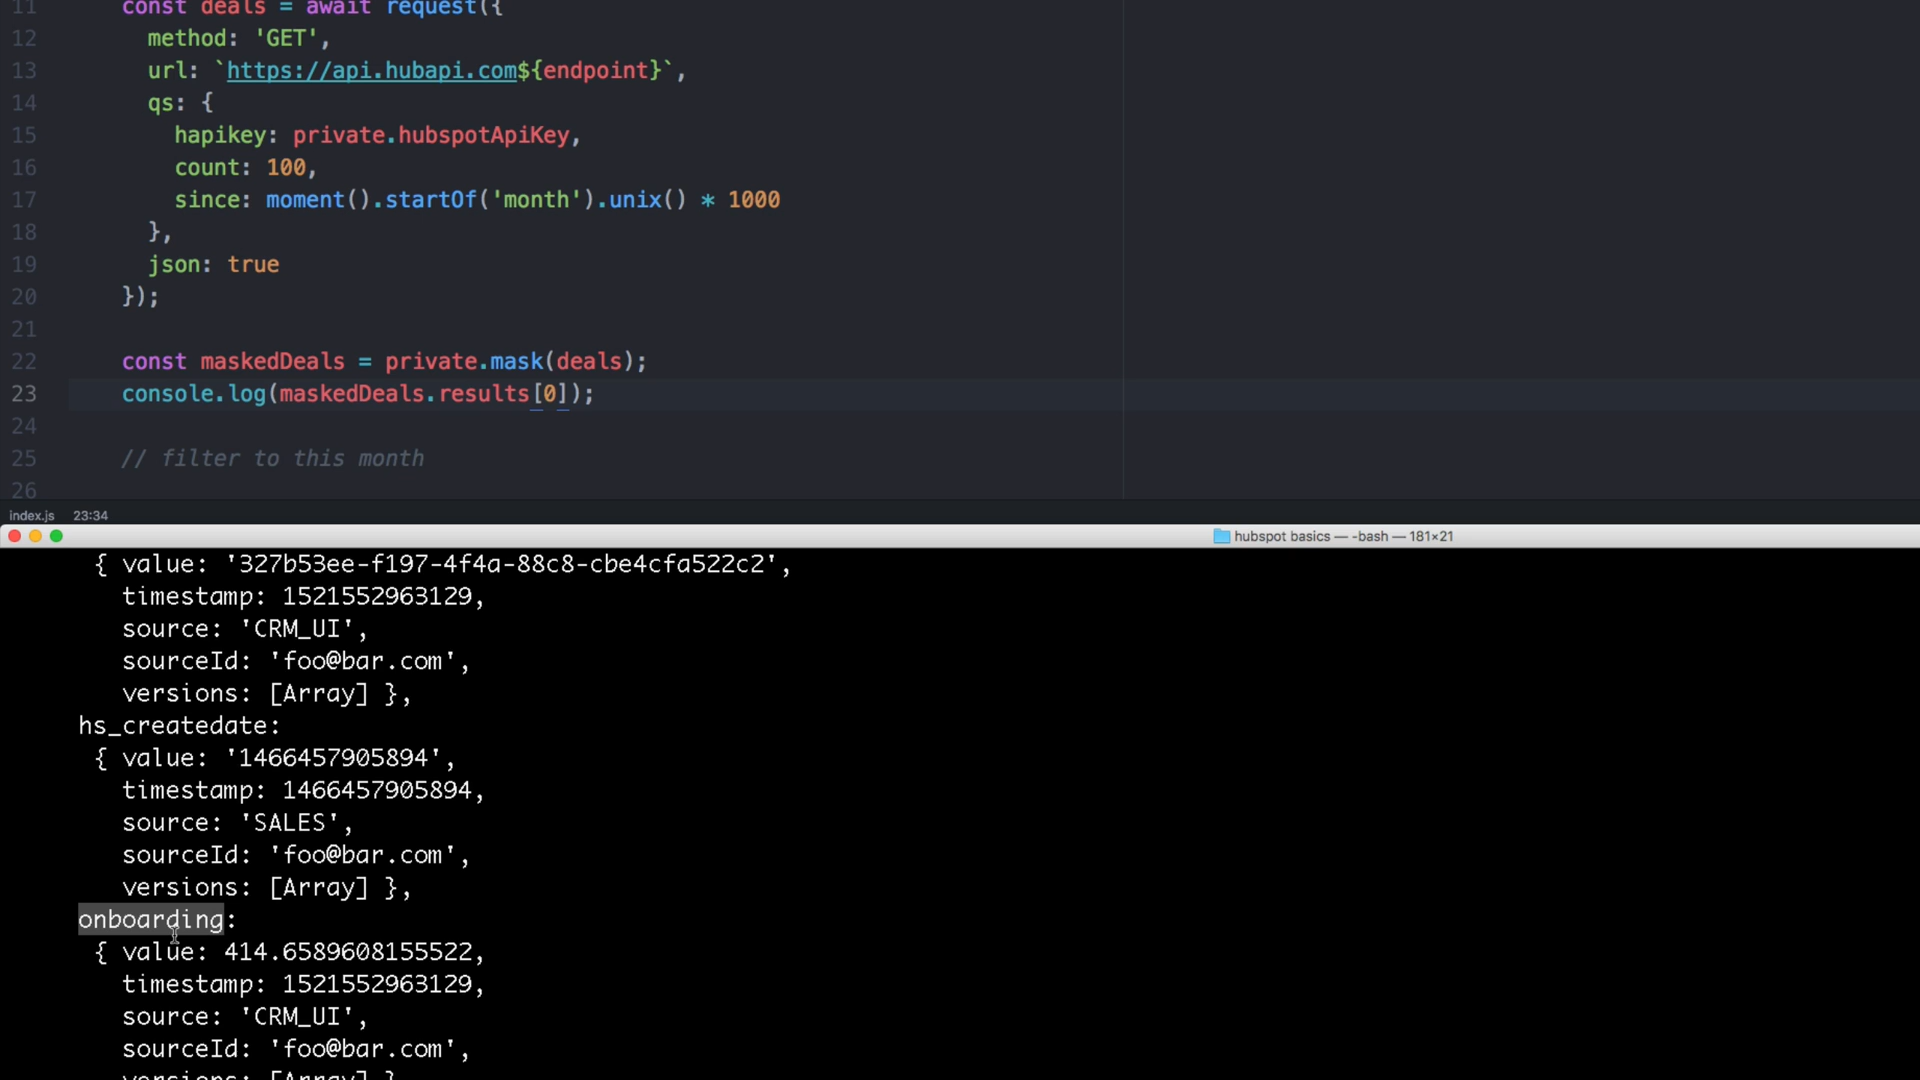 11 const deals = await request({
12 method: 'GET',
13 url: `https://api.hubapi.com${endpoint}`,
14 qs: {
15 hapikey: private.hubspotApiKey,
16 count: 100,
17 since: moment().startOf('month').unix() * 1000
18 },
19 json: true
20 });
21
22 const maskedDeals = private.mask(deals);
23 console.log(maskedDeals.results[0]);
24
25 // filter to this month
26
index.js 23:34
hubspot basics — -bash — 181×21
{ value: '327b53ee-f197-4f4a-88c8-cbe4cfa522c2',
timestamp: 1521552963129,
source: 'CRM_UI',
sourceId: 'foo@bar.com',
versions: [Array] },
hs_createdate:
{ value: '1466457905894',
timestamp: 1466457905894,
source: 'SALES',
sourceId: 'foo@bar.com',
versions: [Array] },
onboarding:
{ value: 414.6589608155522,
timestamp: 1521552963129,
source: 'CRM_UI',
sourceId: 'foo@bar.com',
versions: [Array] }